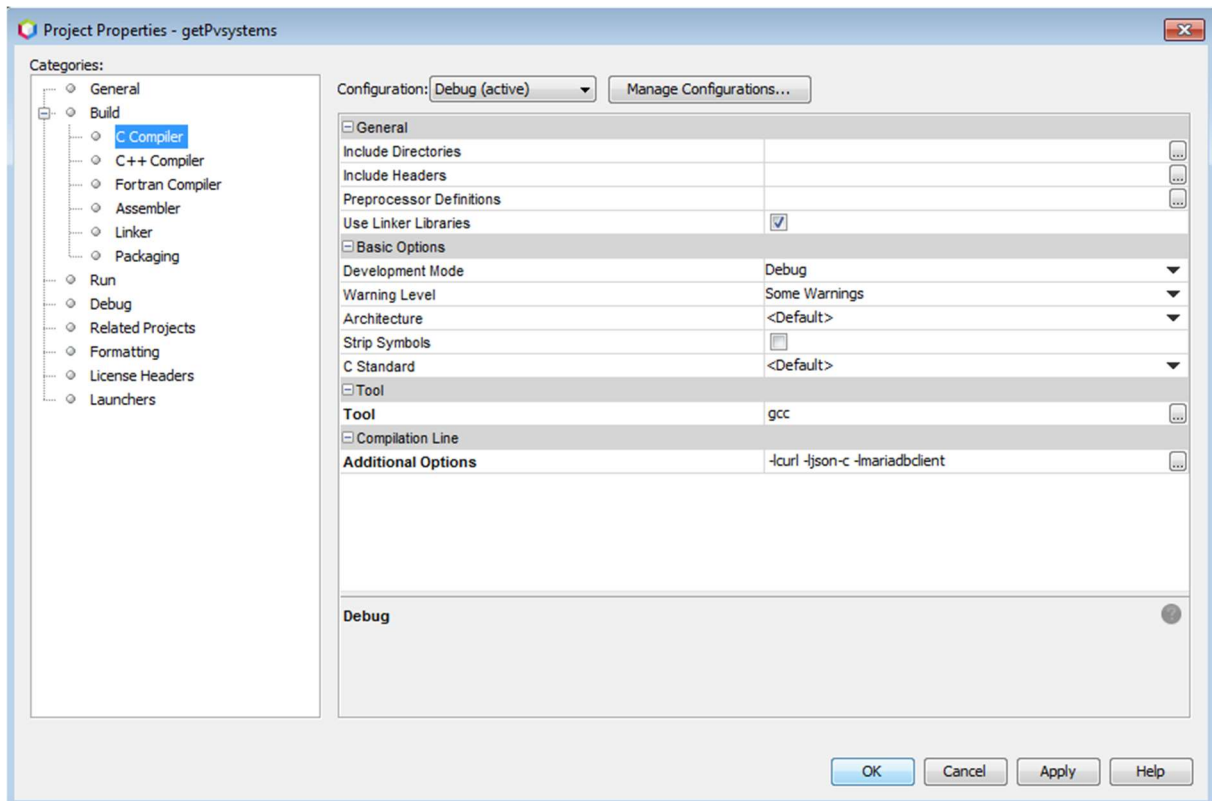 Project Properties - getPvsystems
Categories:
General
Build
C Compiler
C++ Compiler
Fortran Compiler
Assembler
Linker
Packaging
Run
Debug
Related Projects
Formatting
License Headers
Launchers
Configuration: Debug (active) Manage Configurations...
General
Include Directories ...
Include Headers ...
Preprocessor Definitions ...
Use Linker Libraries
Basic Options
Development Mode Debug
Warning Level Some Warnings
Architecture <Default>
Strip Symbols
C Standard <Default>
Tool
Tool gcc ...
Compilation Line
Additional Options -lcurl -ljson-c -lmariadbclient ...
Debug ?
OK Cancel Apply Help